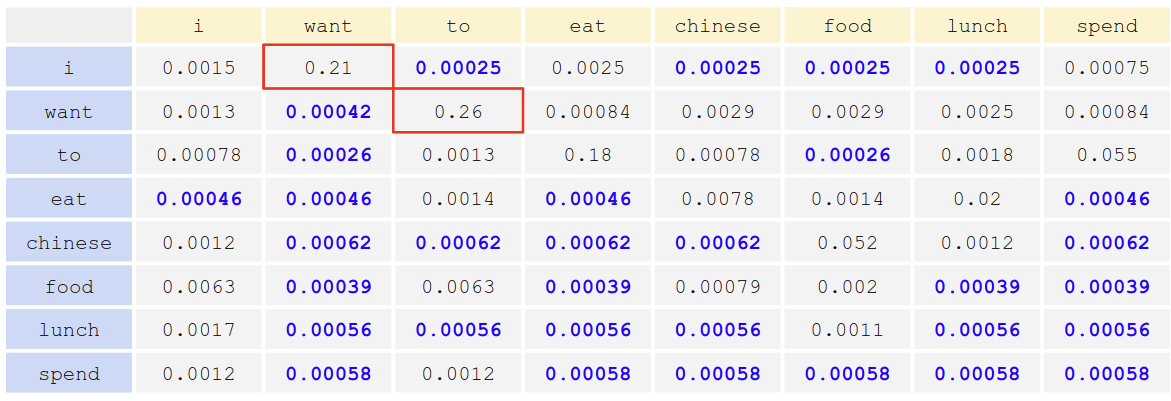 i want to eat chinese food lunch spend
i 0.0015 0.21 0.00025 0.0025 0.00025 0.00025 0.00025 0.00075
want 0.0013 0.00042 0.26 0.00084 0.0029 0.0029 0.0025 0.00084
to 0.00078 0.00026 0.0013 0.18 0.00078 0.00026 0.0018 0.055
eat 0.00046 0.00046 0.0014 0.00046 0.0078 0.0014 0.02 0.00046
chinese 0.0012 0.00062 0.00062 0.00062 0.00062 0.052 0.0012 0.00062
food 0.0063 0.00039 0.0063 0.00039 0.00079 0.002 0.00039 0.00039
lunch 0.0017 0.00056 0.00056 0.00056 0.00056 0.0011 0.00056 0.00056
spend 0.0012 0.00058 0.0012 0.00058 0.00058 0.00058 0.00058 0.00058